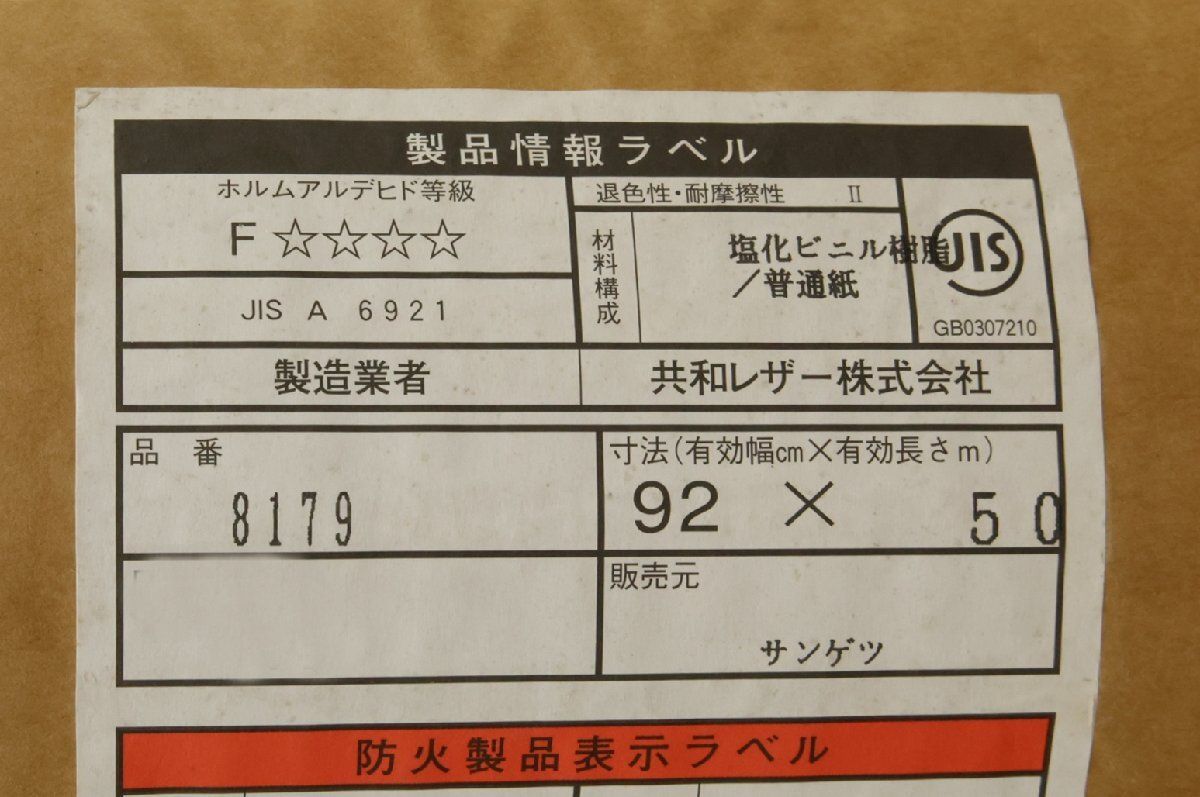 製品情報ラベル
ホルムアルデヒド等級
F☆☆☆☆
JIS A 6921
退色性・耐摩擦性 Ⅱ
材料構成
塩化ビニル樹脂
／普通紙
JIS
GB0307210
製造業者
共和レザー株式会社
品 番
8179
寸法(有効幅cm×有効長さm)
92 × 50
販売元
サンゲツ
防火製品表示ラベル